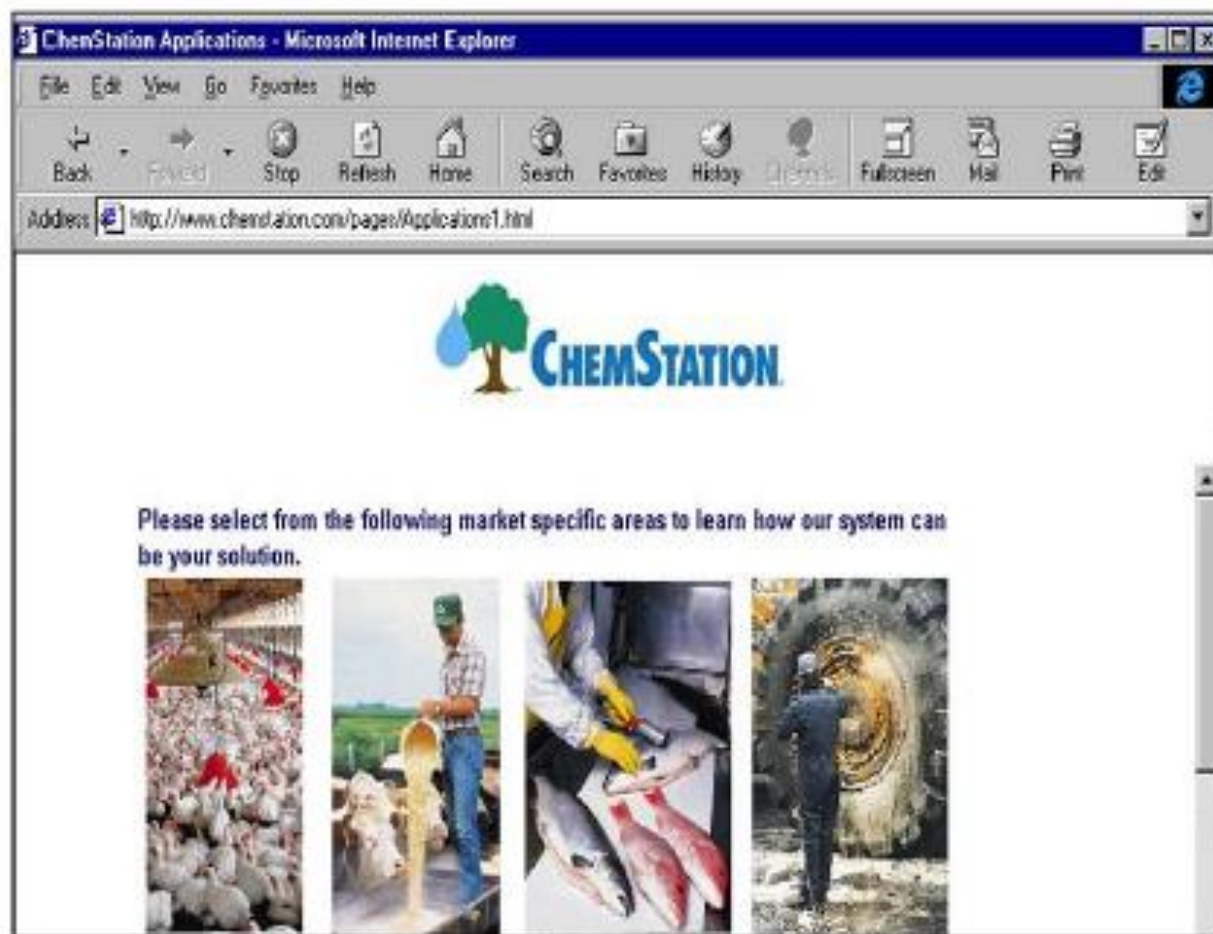 ChemStation Applications - Microsoft Internet Explorer
File Edit View Go Favorites Help
Back Forward Stop Refresh Home Search Favorites History Channels Fullscreen Mail Print Edit
Address http://www.chemstation.com/pages/Applications1.html
CHEMSTATION
Please select from the following market specific areas to learn how our system can
be your solution.